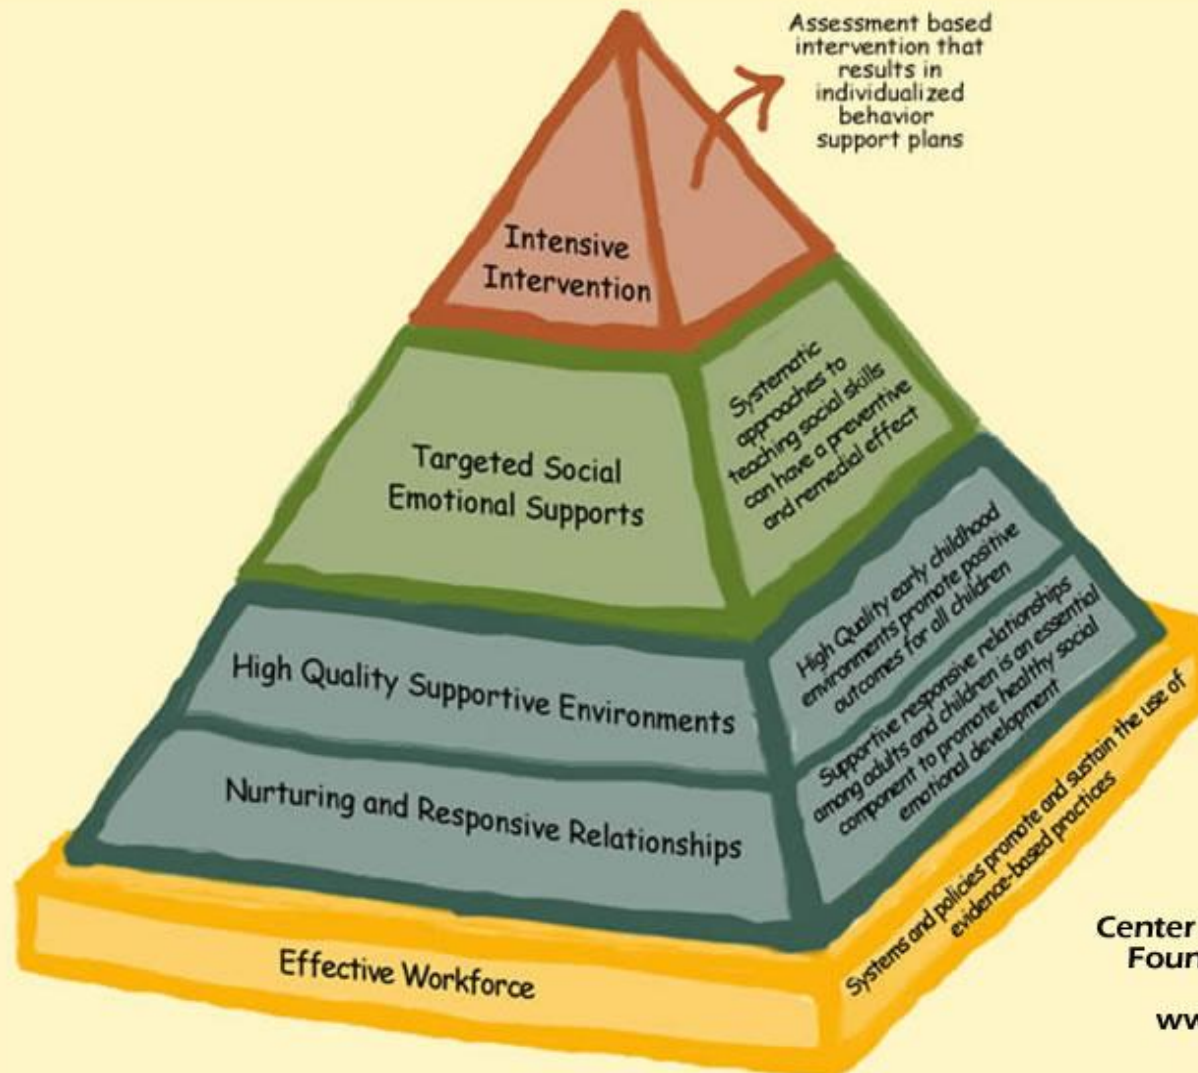 Assessment based
intervention that
results in
individualized
behavior
support plans
Intensive
Intervention
Targeted Social
Emotional Supports
Systematic
approaches to
teaching social skills
can have a preventive
and remedial effect
High Quality Supportive Environments
High Quality early childhood
environments promote positive
outcomes for all children
Nurturing and Responsive Relationships
Supportive responsive relationships
among adults and children is an essential
component to promote healthy social
emotional development
Effective Workforce
Systems and policies promote and sustain the use of
evidence-based practices
Center
Foun
ww